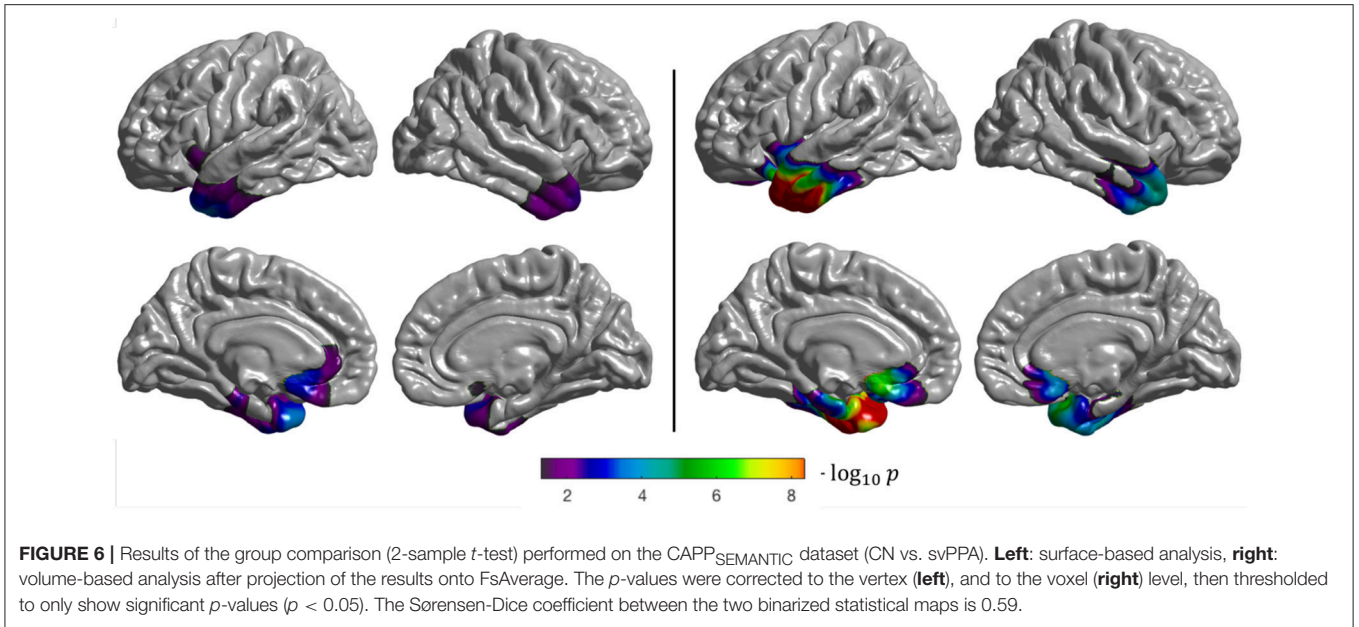 2 4 6 8 - log₁₀ p
FIGURE 6 | Results of the group comparison (2-sample t-test) performed on the CAPP_SEMANTIC dataset (CN vs. svPPA). Left: surface-based analysis, right:
volume-based analysis after projection of the results onto FsAverage. The p-values were corrected to the vertex (left), and to the voxel (right) level, then thresholded
to only show significant p-values (p < 0.05). The Sørensen-Dice coefficient between the two binarized statistical maps is 0.59.